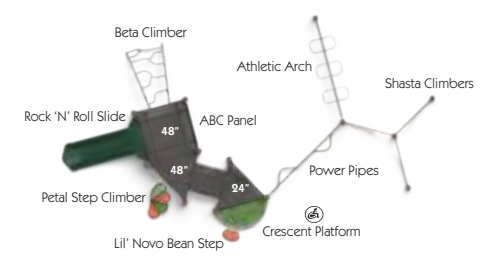 Beta Climber
Athletic Arch
Shasta Climbers
Rock 'N' Roll Slide
ABC Panel
48"
48"
24"
Power Pipes
Petal Step Climber
Crescent Platform
Lil' Novo Bean Step